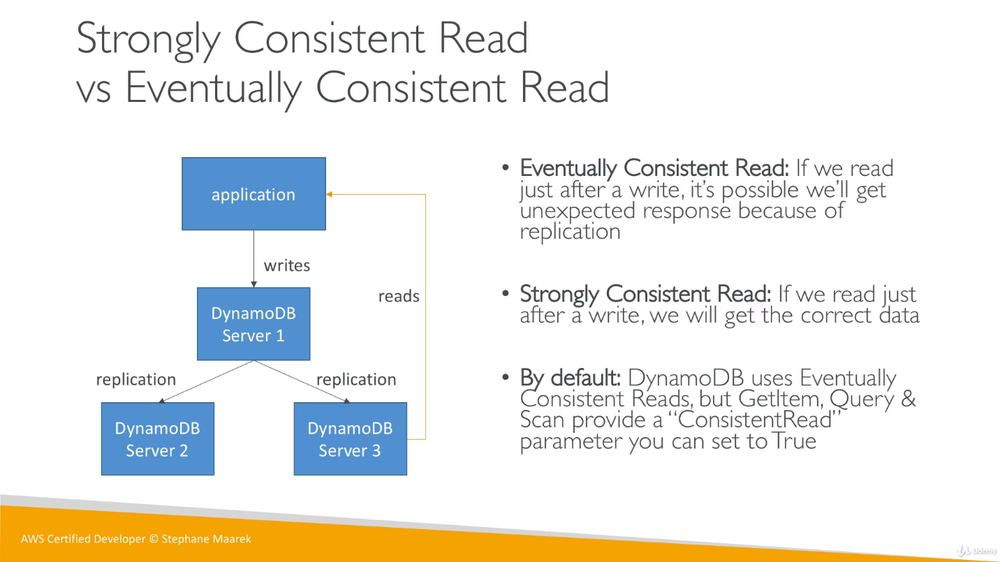 Strongly Consistent Read
vs Eventually Consistent Read
application
writes
reads
DynamoDB
Server 1
replication
replication
DynamoDB
Server 2
DynamoDB
Server 3
• Eventually Consistent Read: If we read
just after a write, it's possible we'll get
unexpected response because of
replication
• Strongly Consistent Read: If we read just
after a write, we will get the correct data
• By default: DynamoDB uses Eventually
Consistent Reads, but GetItem, Query &
Scan provide a “ConsistentRead”
parameter you can set to True
AWS Certified Developer © Stephane Maarek
Udemy